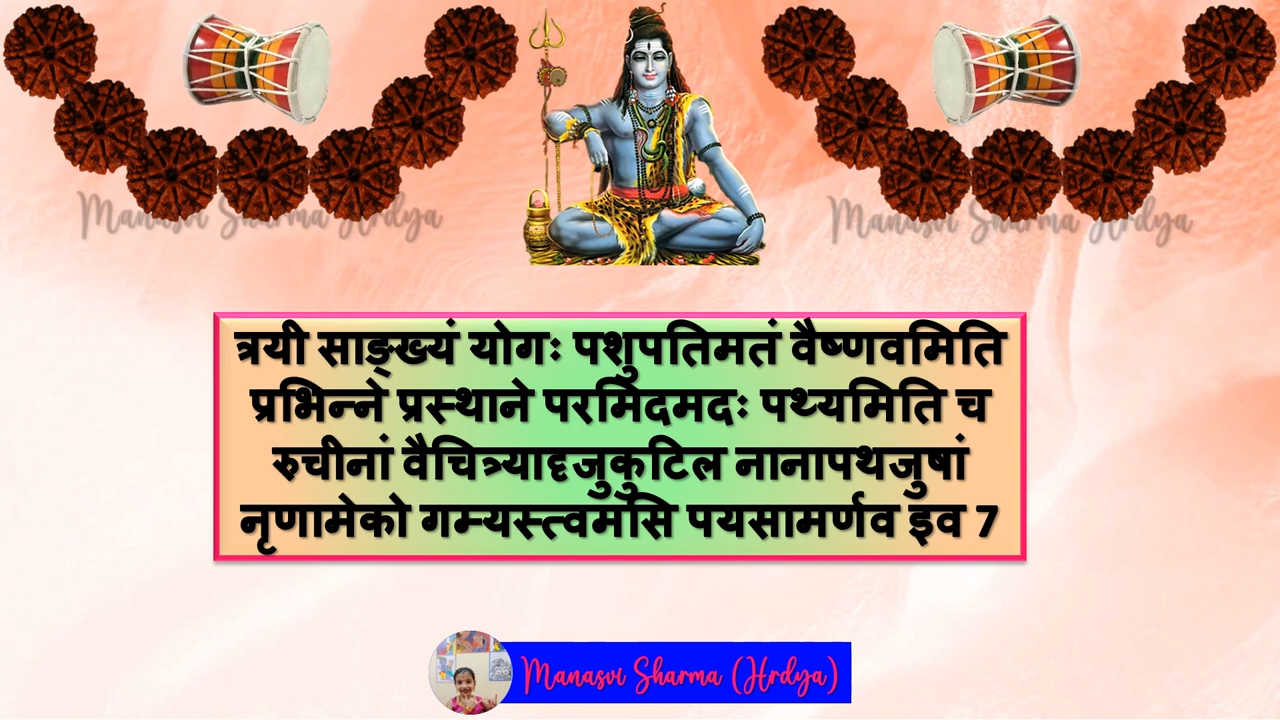 Manasvi Sharma Hrdya
Manasvi Sharma Hrdya
त्रयी साङ्ख्यं योगः पशुपतिमतं वैष्णवमिति
प्रभिन्ने प्रस्थाने परमिदमदः पथ्यमिति च
रुचीनां वैचित्र्यादृजुकुटिल नानापथजुषां
नृणामेको गम्यस्त्वमसि पयसामर्णव इव 7
Manasvi Sharma (Hrdya)